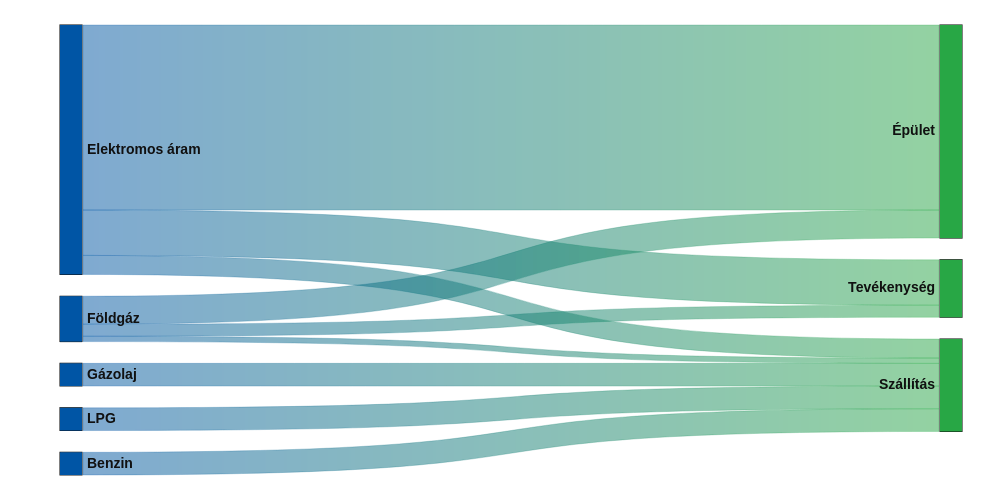 Elektromos áram
Földgáz
Gázolaj
LPG
Benzin
Épület
Tevékenység
Szállítás